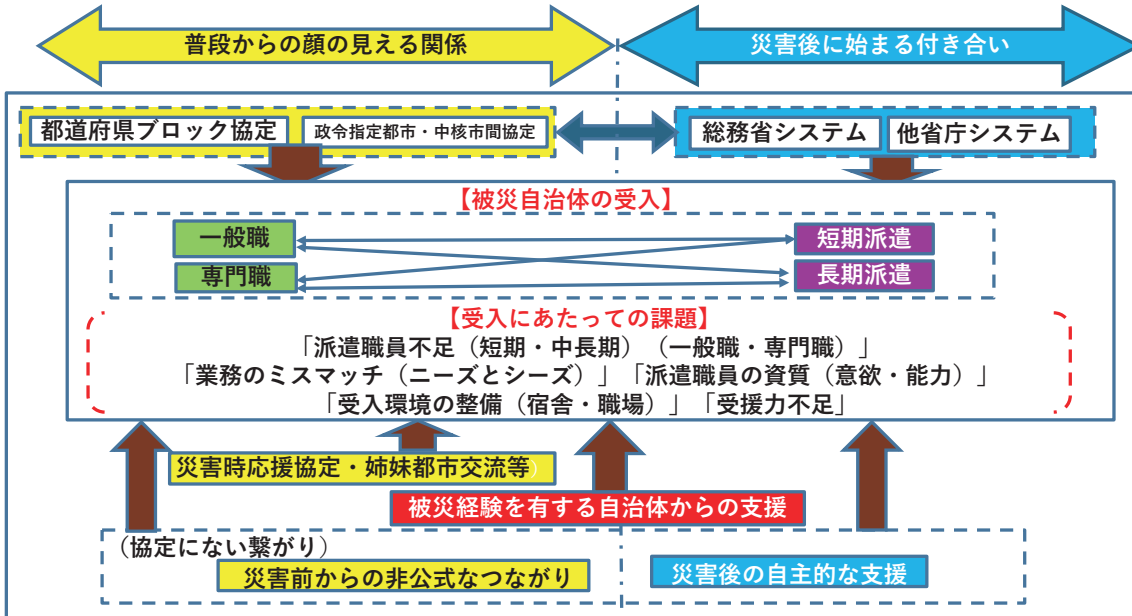 普段からの顔の見える関係
災害後に始まる付き合い
都道府県ブロック協定
政令指定都市・中核市間協定
総務省システム
他省庁システム
【被災自治体の受入】
一般職
短期派遣
専門職
長期派遣
【受入にあたっての課題】
「派遣職員不足（短期・中長期）（一般職・専門職）」
「業務のミスマッチ（ニーズとシーズ）」「派遣職員の資質（意欲・能力）」
「受入環境の整備（宿舎・職場）」「受援力不足」
災害時応援協定・姉妹都市交流等）
被災経験を有する自治体からの支援
（協定にない繋がり）
災害前からの非公式なつながり
災害後の自主的な支援